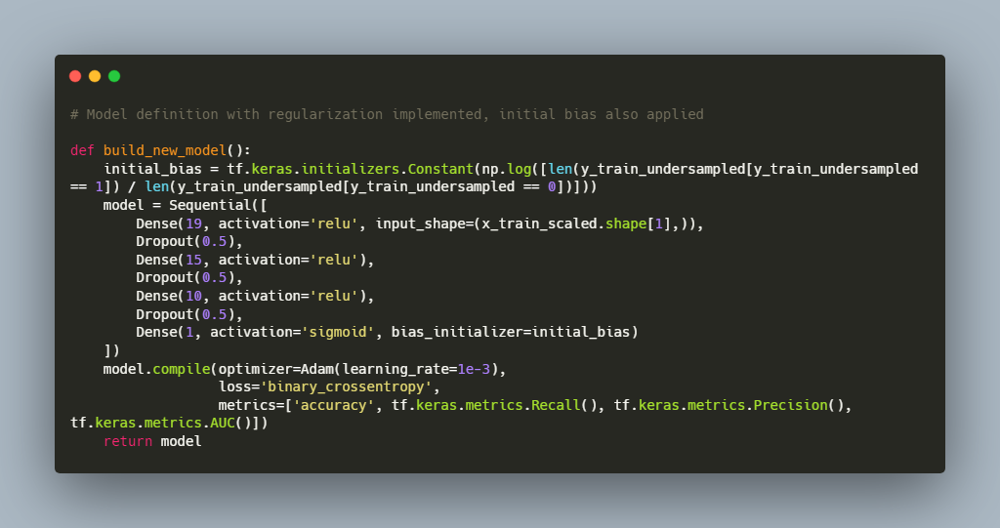 # Model definition with regularization implemented, initial bias also applied
def build_new_model():
    initial_bias = tf.keras.initializers.Constant(np.log([len(y_train_undersampled[y_train_undersampled
== 1]) / len(y_train_undersampled[y_train_undersampled == 0])]))
    model = Sequential([
        Dense(19, activation='relu', input_shape=(x_train_scaled.shape[1],)),
        Dropout(0.5),
        Dense(15, activation='relu'),
        Dropout(0.5),
        Dense(10, activation='relu'),
        Dropout(0.5),
        Dense(1, activation='sigmoid', bias_initializer=initial_bias)
    ])
    model.compile(optimizer=Adam(learning_rate=1e-3),
                  loss='binary_crossentropy',
                  metrics=['accuracy', tf.keras.metrics.Recall(), tf.keras.metrics.Precision(),
tf.keras.metrics.AUC()])
    return model